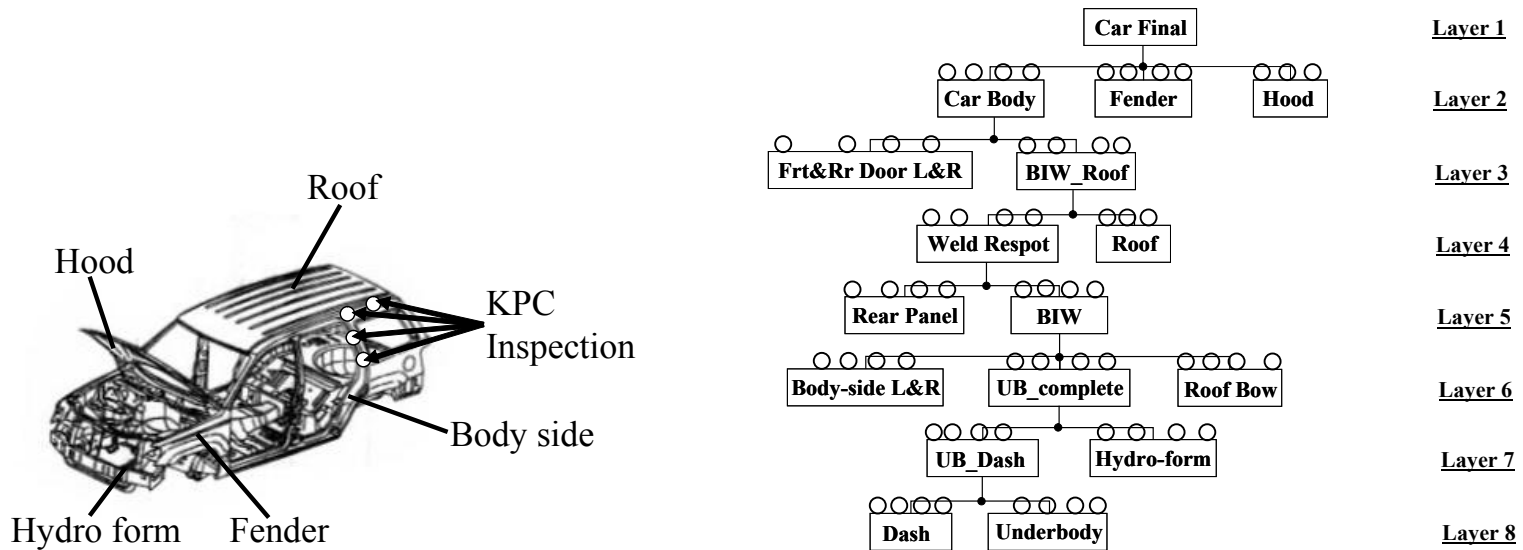 Roof
Hood
KPC
Inspection
Body side
Hydro form
Fender
Car Final
Layer 1
Car Body
Fender
Hood
Layer 2
Frt&Rr Door L&R
BIW_Roof
Layer 3
Weld Respot
Roof
Layer 4
Rear Panel
BIW
Layer 5
Body-side L&R
UB_complete
Roof Bow
Layer 6
UB_Dash
Hydro-form
Layer 7
Dash
Underbody
Layer 8